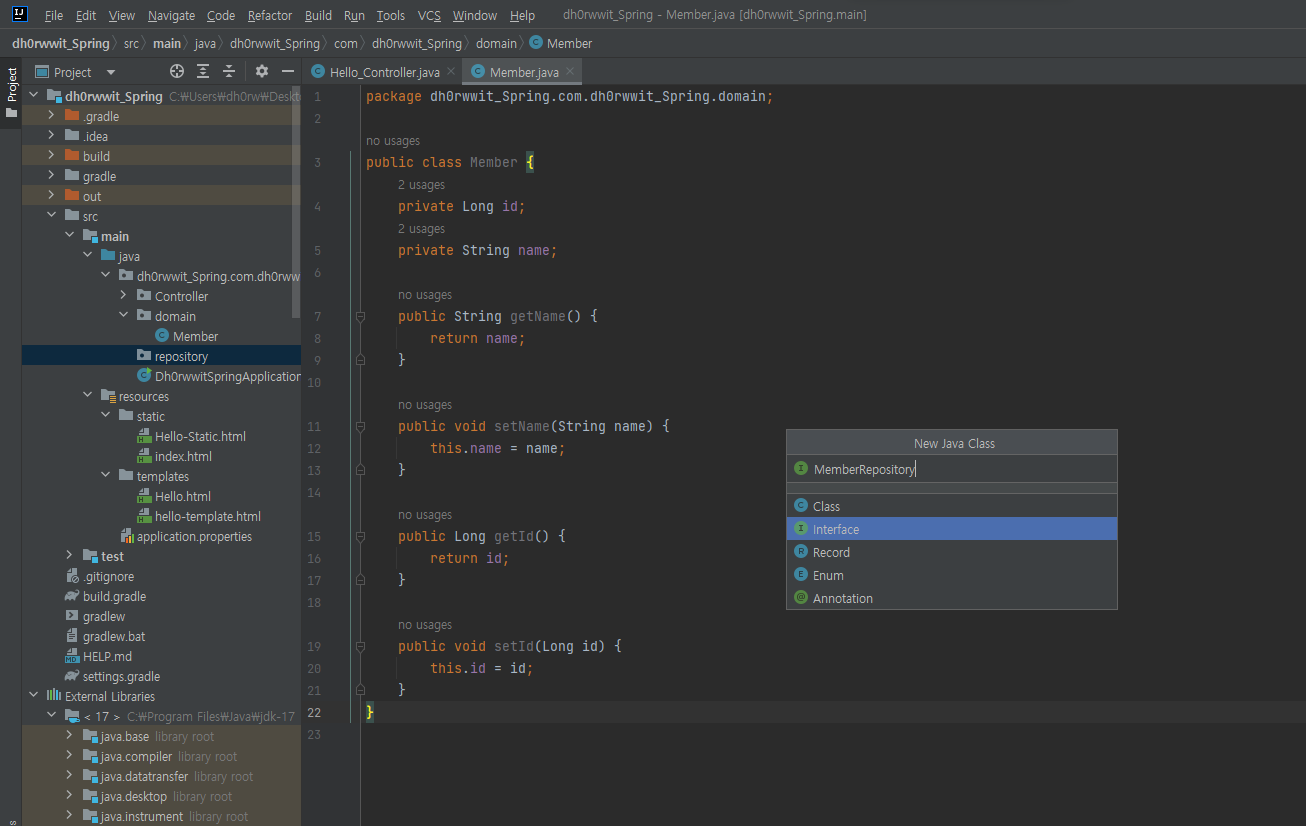 File Edit View Navigate Code Refactor Build Run Tools VCS Window Help dh0rwwit_Spring - Member.java [dh0rwwit_Spring.main]
dh0rwwit_Spring src main java dh0rwwit_Spring com dh0rwwit_Spring domain Member
Project
Project
Hello_Controller.java Member.java
dh0rwwit_Spring C:₩Users₩dh0rw₩Deskt
.gradle
.idea
build
gradle
out
src
main
java
dh0rwwit_Spring.com.dh0rww
Controller
domain
Member
repository
Dh0rwwitSpringApplication
resources
static
Hello-Static.html
index.html
templates
Hello.html
hello-template.html
application.properties
test
.gitignore
build.gradle
gradlew
gradlew.bat
HELP.md
settings.gradle
External Libraries
< 17 > C:₩Program Files₩Java₩jdk-17
java.base library root
java.compiler library root
java.datatransfer library root
java.desktop library root
java.instrument library root
1 package dh0rwwit_Spring.com.dh0rwwit_Spring.domain;
2
no usages
3 public class Member {
2 usages
4 private Long id;
2 usages
5 private String name;
6
no usages
7 public String getName() {
8 return name;
9 }
10
no usages
11 public void setName(String name) {
12 this.name = name;
13 }
14
no usages
15 public Long getId() {
16 return id;
17 }
18
no usages
19 public void setId(Long id) {
20 this.id = id;
21 }
22 }
23
New Java Class
MemberRepository
Class
Interface
Record
Enum
Annotation